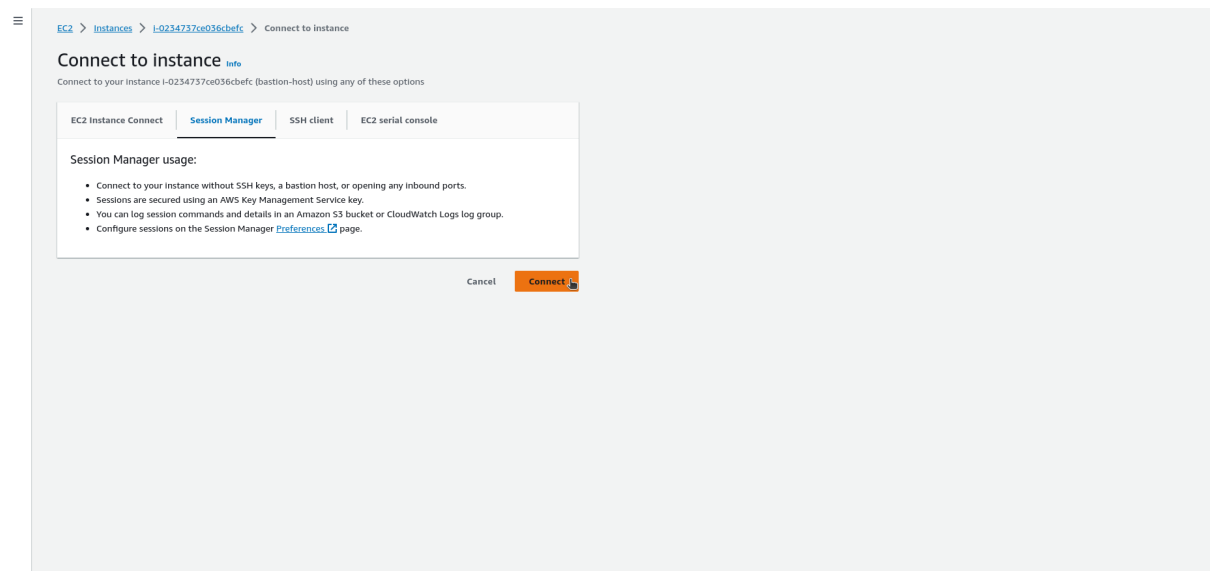 EC2 > Instances > i-0234737ce036cbefc > Connect to instance
Connect to instance Info
Connect to your instance i-0234737ce036cbefc (bastion-host) using any of these options
EC2 Instance Connect | Session Manager | SSH client | EC2 serial console
Session Manager usage:
• Connect to your instance without SSH keys, a bastion host, or opening any inbound ports.
• Sessions are secured using an AWS Key Management Service key.
• You can log session commands and details in an Amazon S3 bucket or CloudWatch Logs log group.
• Configure sessions on the Session Manager Preferences page.
Cancel Connect